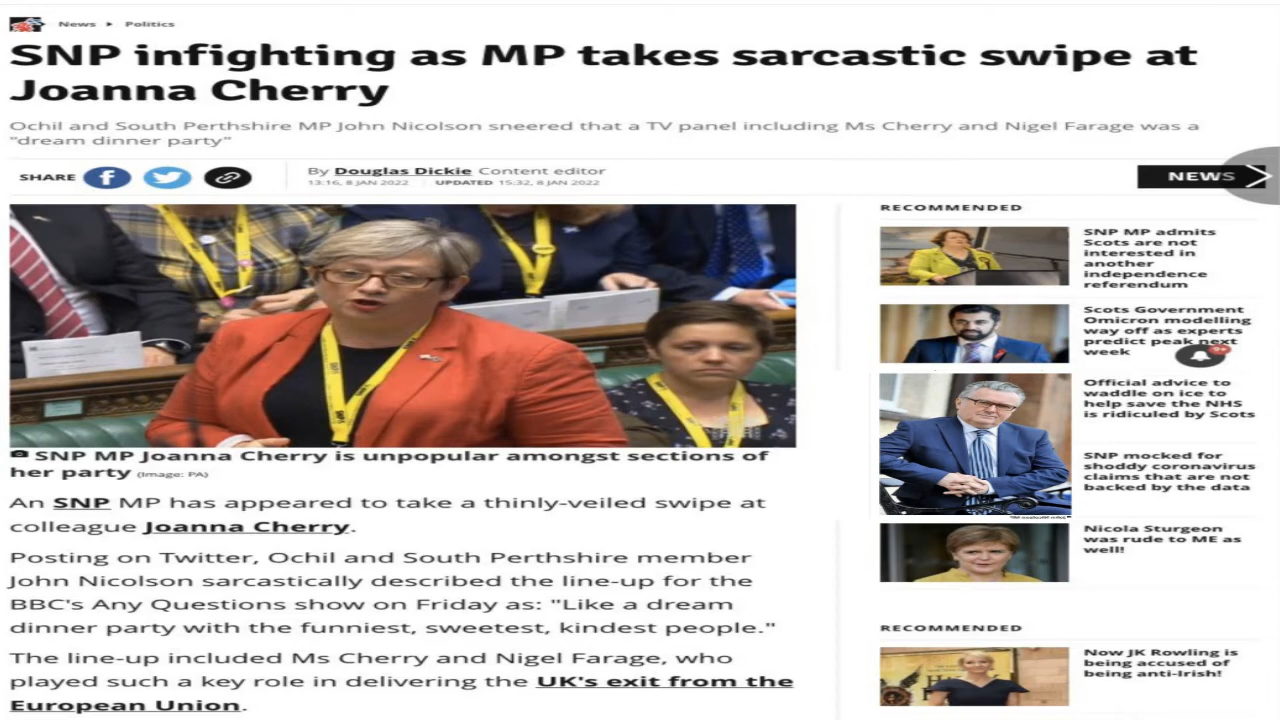 News ▸ Politics
SNP infighting as MP takes sarcastic swipe at
Joanna Cherry
Ochil and South Perthshire MP John Nicolson sneered that a TV panel including Ms Cherry and Nigel Farage was a
"dream dinner party"
SHARE
By Douglas Dickie Content editor
13:16, 8 JAN 2022 | UPDATED 15:32, 8 JAN 2022
NEWS
SNP MP Joanna Cherry is unpopular amongst sections of
her party (Image: PA)
An SNP MP has appeared to take a thinly-veiled swipe at
colleague Joanna Cherry.
Posting on Twitter, Ochil and South Perthshire member
John Nicolson sarcastically described the line-up for the
BBC's Any Questions show on Friday as: "Like a dream
dinner party with the funniest, sweetest, kindest people."
The line-up included Ms Cherry and Nigel Farage, who
played such a key role in delivering the UK's exit from the
European Union.
RECOMMENDED
SNP MP admits
Scots are not
interested in
another
independence
referendum
Scots Government
Omicron modelling
way off as experts
predict peak next
week
9+
Official advice to
waddle on ice to
help save the NHS
is ridiculed by Scots
SNP mocked for
shoddy coronavirus
claims that are not
backed by the data
Nicola Sturgeon
was rude to ME as
well!
RECOMMENDED
Now JK Rowling is
being accused of
being anti-Irish!